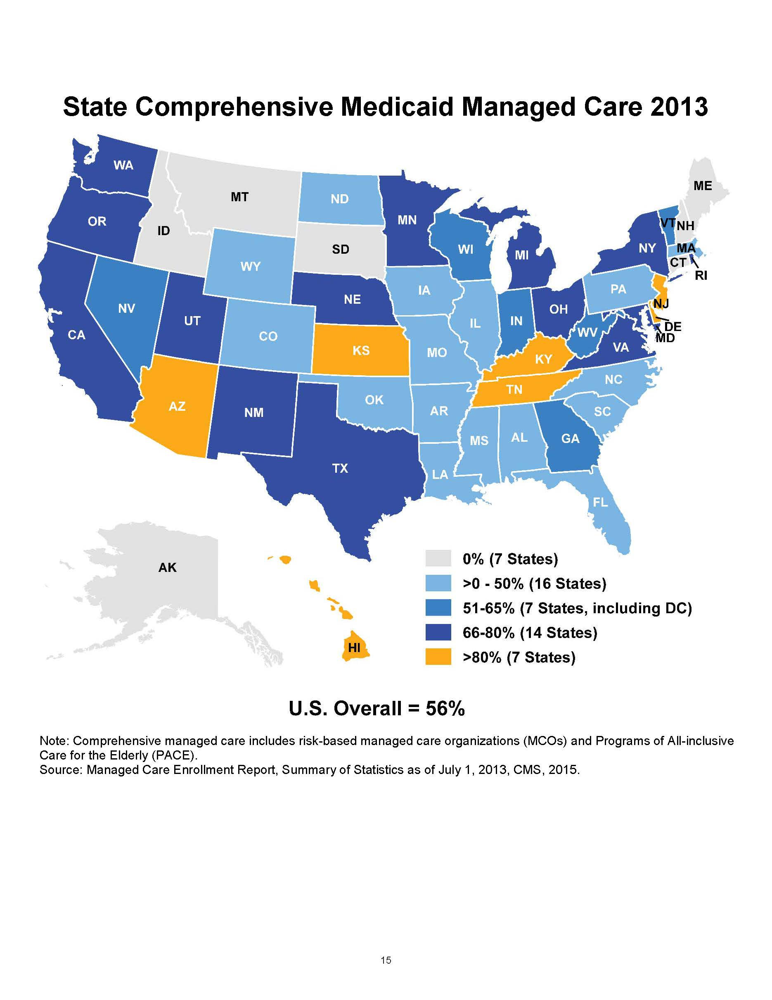 State Comprehensive Medicaid Managed Care 2013
WA
ME
MT
ND
MN
OR
ID
VT
NH
SD
WI
MI
NY
MA
WY
CT
RI
IA
PA
NE
NV
NJ
OH
UT
IN
IL
DE
WV
CA
CO
MD
VA
KS
MO
KY
NC
TN
OK
AZ
NM
AR
SC
MS
AL
GA
TX
LA
FL
AK
HI
0% (7 States)
>0 - 50% (16 States)
51-65% (7 States, including DC)
66-80% (14 States)
>80% (7 States)
U.S. Overall = 56%
Note: Comprehensive managed care includes risk-based managed care organizations (MCOs) and Programs of All-inclusive
Care for the Elderly (PACE).
Source: Managed Care Enrollment Report, Summary of Statistics as of July 1, 2013, CMS, 2015.
15